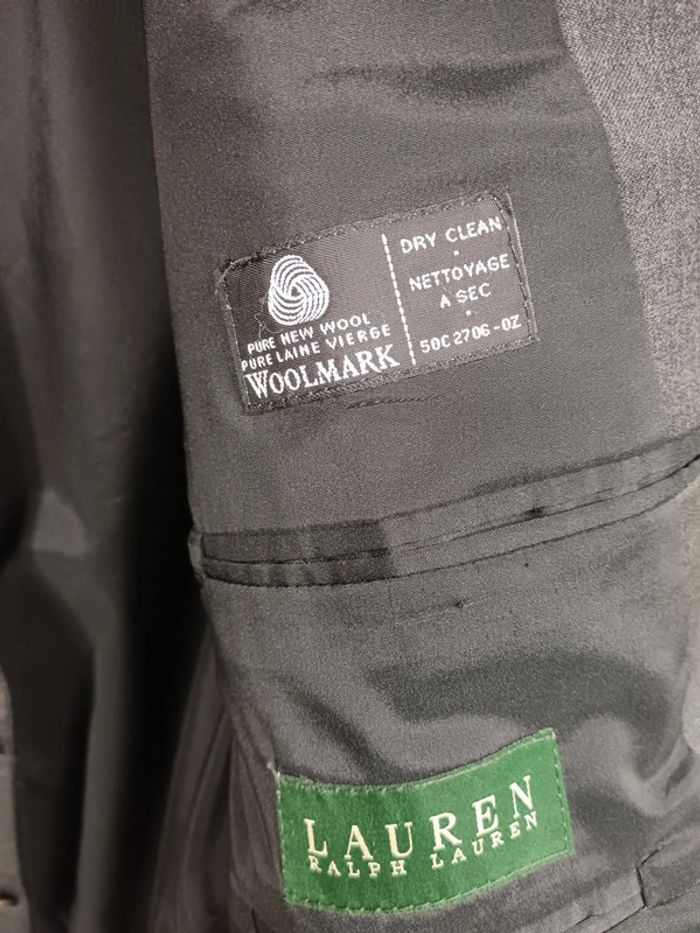 PURE NEW WOOL
PURE LAINE VIERGE
WOOLMARK
DRY CLEAN
NETTOYAGE
A SEC
50C2706-0Z
LAUREN
RALPH LAUREN